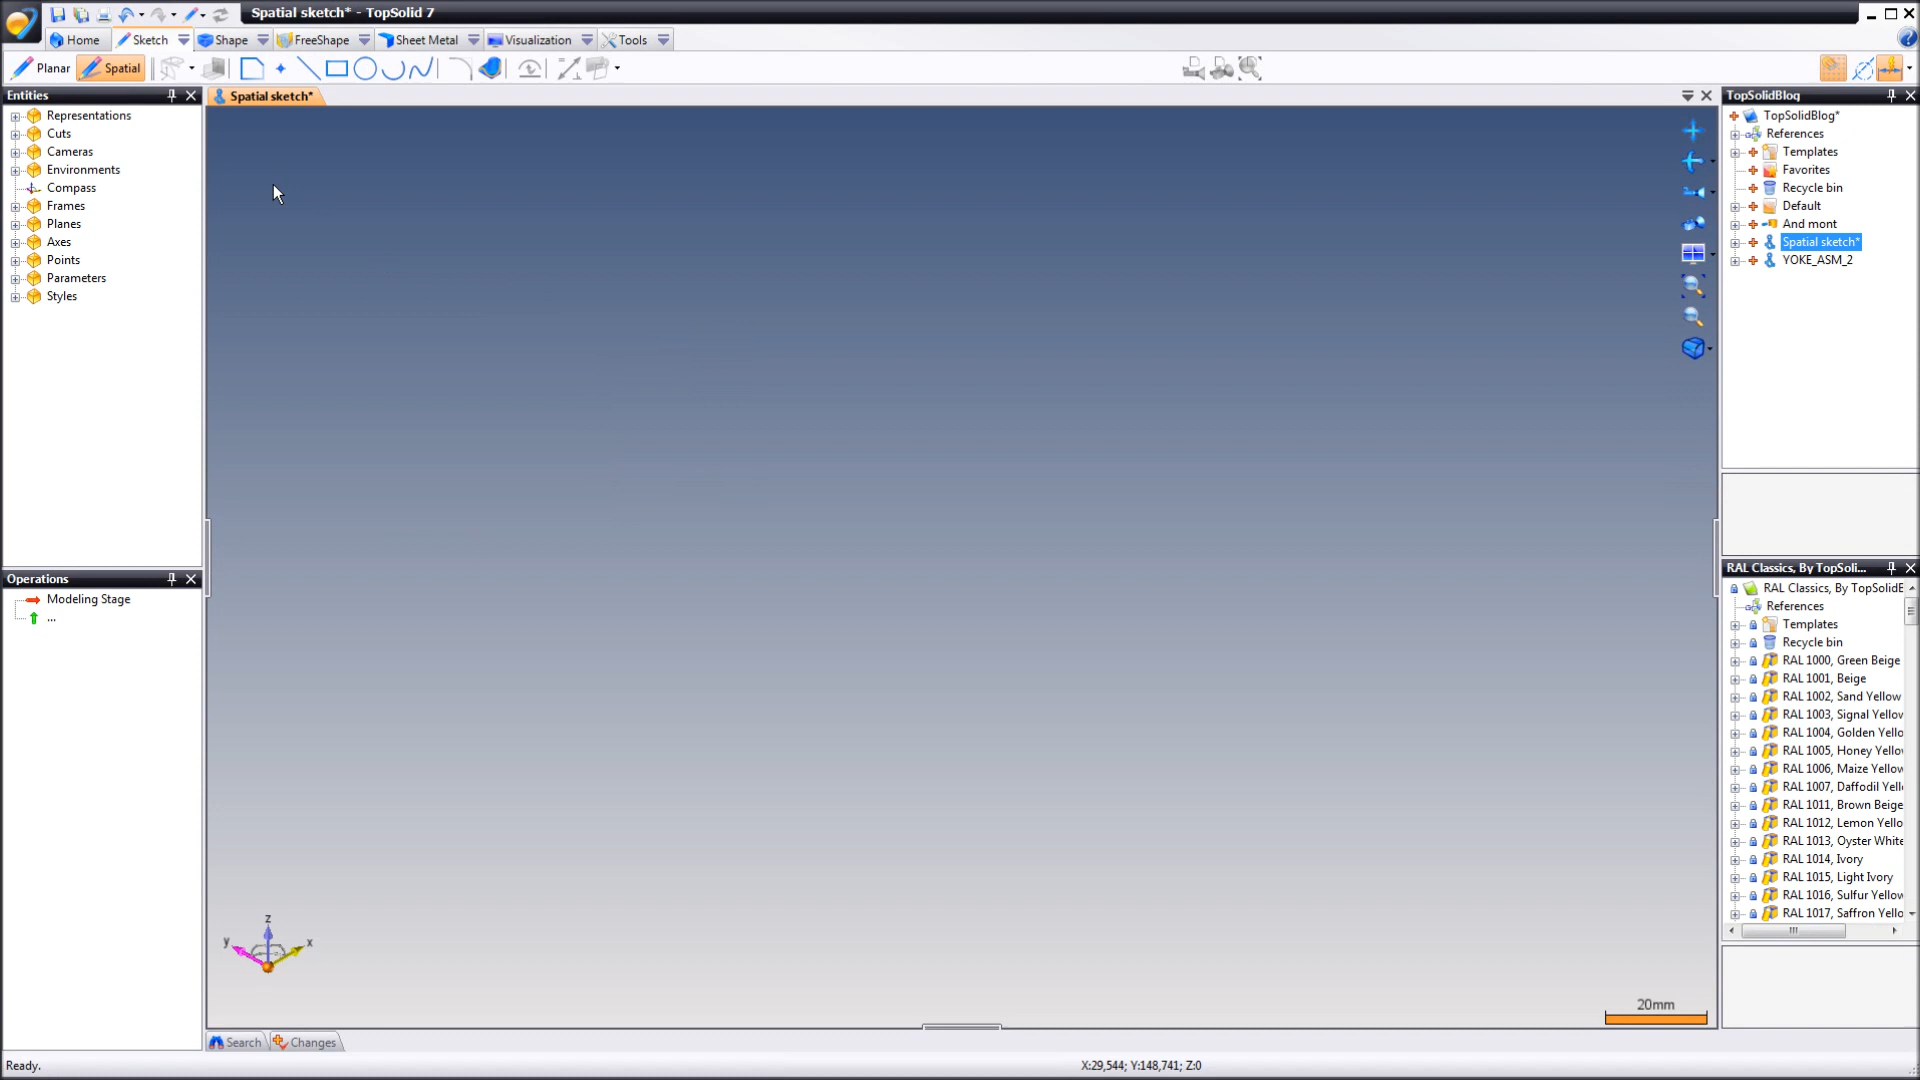 Spatial sketch* - TopSolid 7
Home Sketch Shape FreeShape Sheet Metal Visualization Tools
Planar Spatial
Entities
Representations
Cuts
Cameras
Environments
Compass
Frames
Planes
Axes
Points
Parameters
Styles
Operations
Modeling Stage
...
Spatial sketch*
z
y
x
20mm
Search Changes
TopSolidBlog
TopSolidBlog*
References
Templates
Favorites
Recycle bin
Default
And mont
Spatial sketch*
YOKE_ASM_2
RAL Classics, By TopSoli...
RAL Classics, By TopSolidE
References
Templates
Recycle bin
RAL 1000, Green Beige
RAL 1001, Beige
RAL 1002, Sand Yellow
RAL 1003, Signal Yellov
RAL 1004, Golden Yello
RAL 1005, Honey Yello
RAL 1006, Maize Yellov
RAL 1007, Daffodil Yell
RAL 1011, Brown Beige
RAL 1012, Lemon Yello
RAL 1013, Oyster White
RAL 1014, Ivory
RAL 1015, Light Ivory
RAL 1016, Sulfur Yellov
RAL 1017, Saffron Yello
Ready.
X:29,544; Y:148,741; Z:0